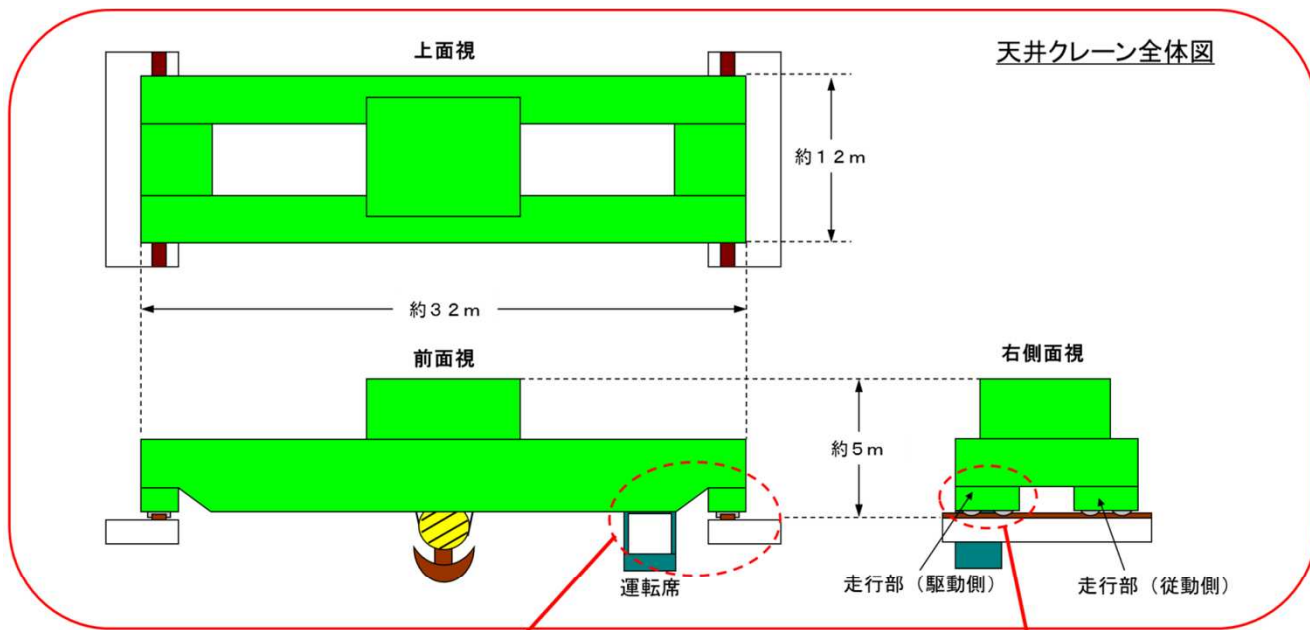 天井クレーン全体図
上面視
約12m
約32m
前面視
右側面視
約5m
運転席
走行部（駆動側）
走行部（従動側）